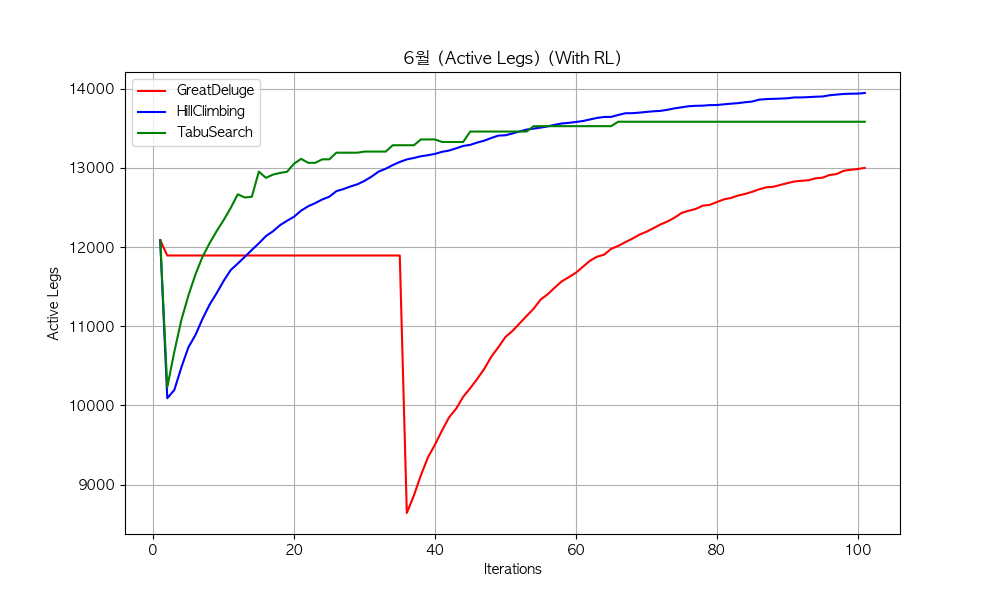 6월 (Active Legs) (With RL)
GreatDeluge
HillClimbing
TabuSearch
14000
13000
12000
11000
10000
9000
Active Legs
0 20 40 60 80 100
Iterations